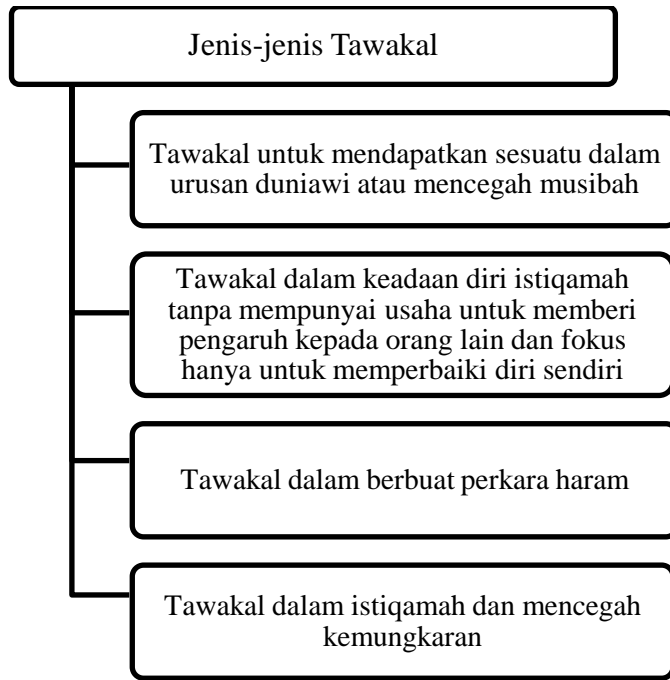 Jenis-jenis Tawakal
Tawakal untuk mendapatkan sesuatu dalam
urusan duniawi atau mencegah musibah
Tawakal dalam keadaan diri istiqamah
tanpa mempunyai usaha untuk memberi
pengaruh kepada orang lain dan fokus
hanya untuk memperbaiki diri sendiri
Tawakal dalam berbuat perkara haram
Tawakal dalam istiqamah dan mencegah
kemungkaran